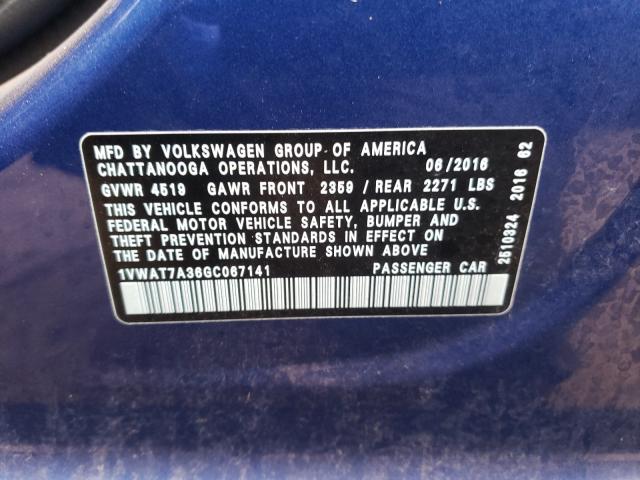 MFD BY VOLKSWAGEN GROUP OF AMERICA
CHATTANOOGA OPERATIONS, LLC. 06/2016
GVWR 4519 GAWR FRONT 2359 / REAR 2271 LBS
THIS VEHICLE CONFORMS TO ALL APPLICABLE U.S.
FEDERAL MOTOR VEHICLE SAFETY, BUMPER AND
THEFT PREVENTION STANDARDS IN EFFECT ON
THE DATE OF MANUFACTURE SHOWN ABOVE
1VWAT7A36GC067141 PASSENGER CAR
2510324 2016 62